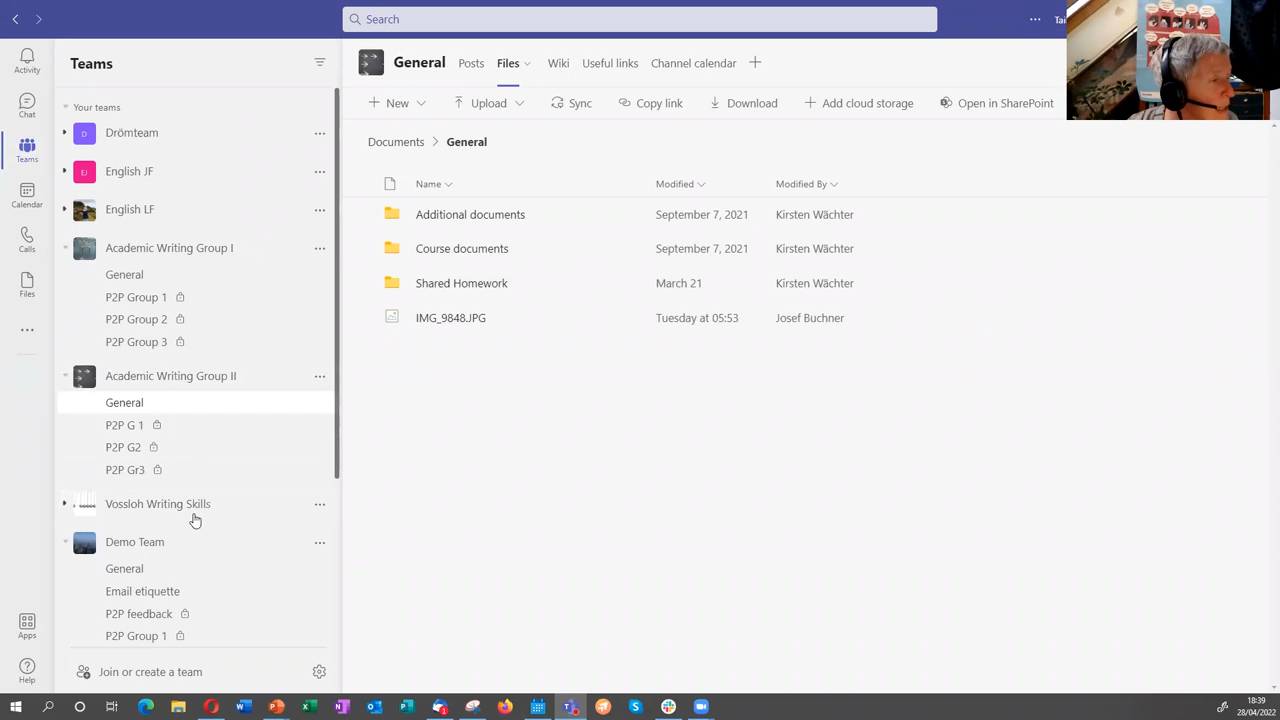 Search
Tai
Activity
Chat
Teams
Calendar
Calls
Files
Apps
Help
Teams
Your teams
D
Drömteam
EJ
English JF
English LF
Academic Writing Group I
General
P2P Group 1
P2P Group 2
P2P Group 3
Academic Writing Group II
General
P2P G 1
P2P G2
P2P Gr3
Vossloh Writing Skills
Demo Team
General
Email etiquette
P2P feedback
P2P Group 1
Join or create a team
General Posts Files Wiki Useful links Channel calendar
New Upload Sync Copy link Download Add cloud storage Open in SharePoint
Documents > General
Name Modified Modified By
Additional documents September 7, 2021 Kirsten Wächter
Course documents September 7, 2021 Kirsten Wächter
Shared Homework March 21 Kirsten Wächter
IMG_9848.JPG Tuesday at 05:53 Josef Buchner
18:39
28/04/2022